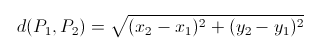 d(P₁, P₂) = √(x₂ − x₁)² + (y₂ − y₁)²